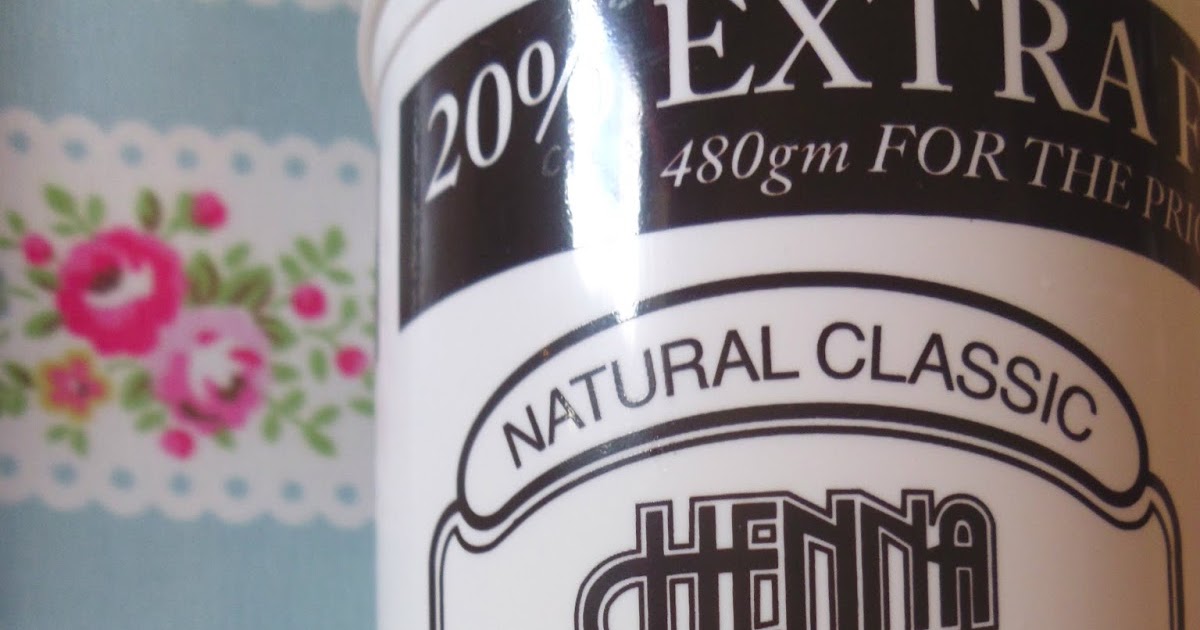 20% EXTRA
480gm FOR THE
NATURAL CLASSIC
HENNA